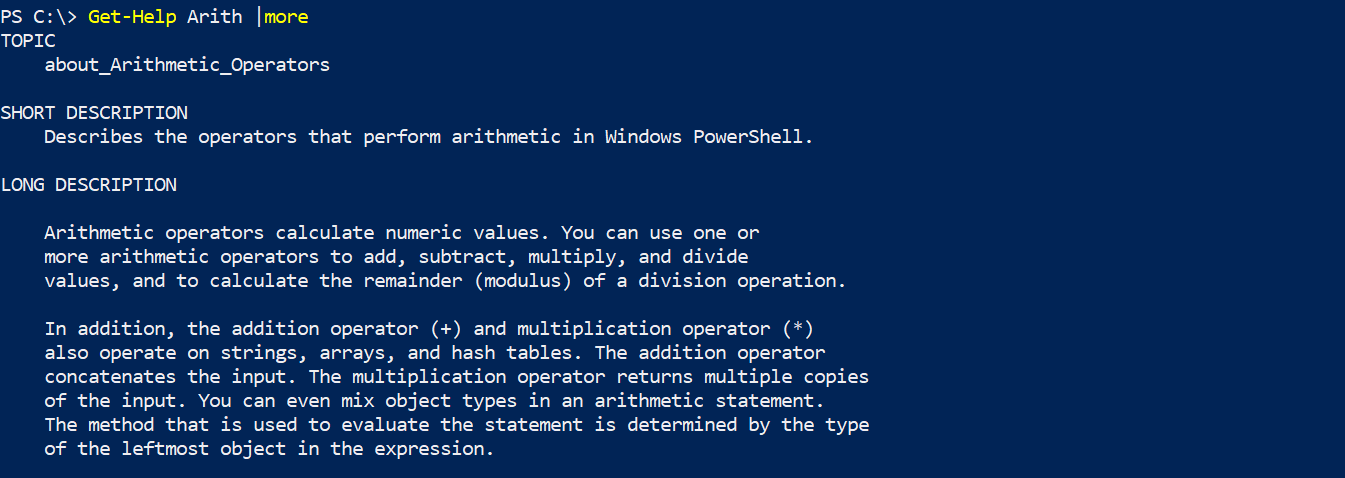 PS C:\> Get-Help Arith |more
TOPIC
about_Arithmetic_Operators
SHORT DESCRIPTION
Describes the operators that perform arithmetic in Windows PowerShell.
LONG DESCRIPTION
Arithmetic operators calculate numeric values. You can use one or
more arithmetic operators to add, subtract, multiply, and divide
values, and to calculate the remainder (modulus) of a division operation.
In addition, the addition operator (+) and multiplication operator (*)
also operate on strings, arrays, and hash tables. The addition operator
concatenates the input. The multiplication operator returns multiple copies
of the input. You can even mix object types in an arithmetic statement.
The method that is used to evaluate the statement is determined by the type
of the leftmost object in the expression.